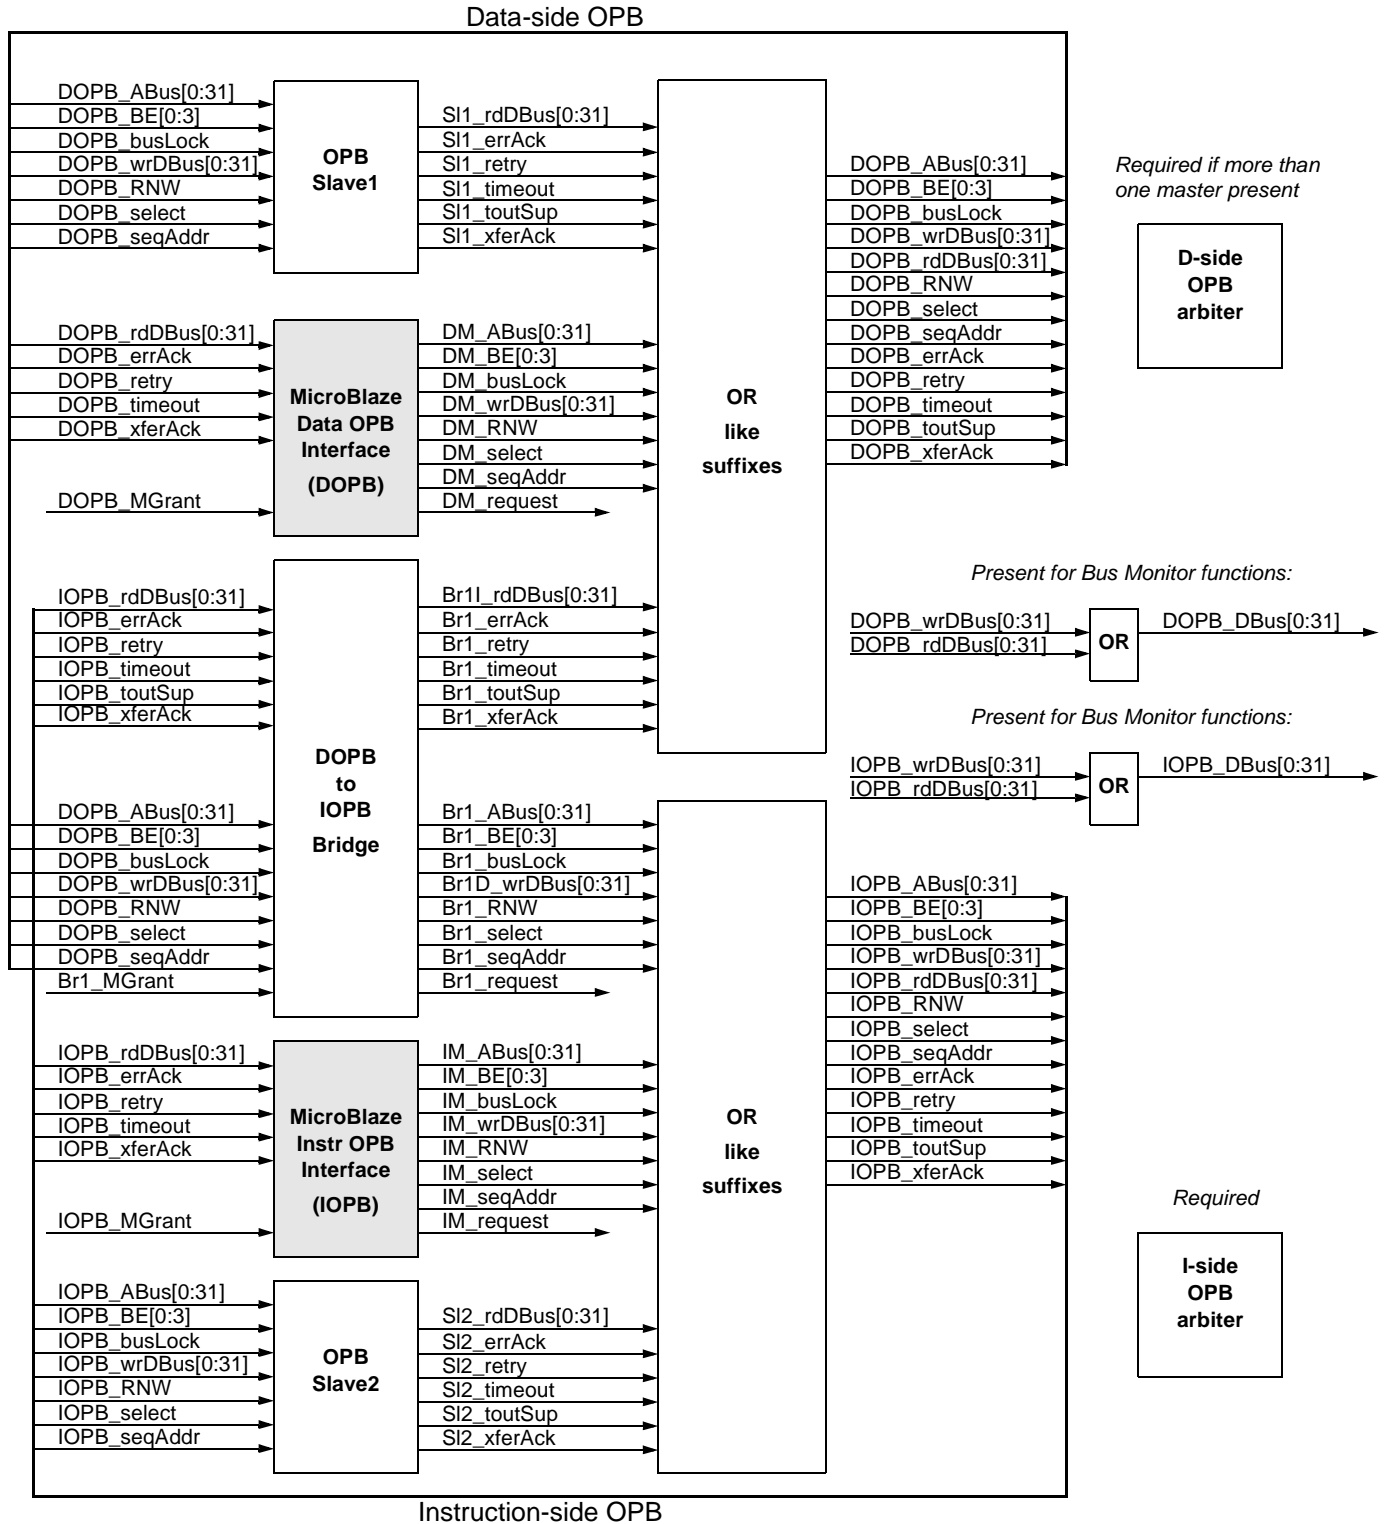 Data-side OPB
DOPB_ABus[0:31]
DOPB_BE[0:3]
DOPB_busLock
DOPB_wrDBus[0:31]
DOPB_RNW
DOPB_select
DOPB_seqAddr
OPB
Slave1
Sl1_rdDBus[0:31]
Sl1_errAck
Sl1_retry
Sl1_timeout
Sl1_toutSup
Sl1_xferAck
DOPB_rdDBus[0:31]
DOPB_errAck
DOPB_retry
DOPB_timeout
DOPB_xferAck
DOPB_MGrant
MicroBlaze
Data OPB
Interface
(DOPB)
DM_ABus[0:31]
DM_BE[0:3]
DM_busLock
DM_wrDBus[0:31]
DM_RNW
DM_select
DM_seqAddr
DM_request
OR
like
suffixes
DOPB_ABus[0:31]
DOPB_BE[0:3]
DOPB_busLock
DOPB_wrDBus[0:31]
DOPB_rdDBus[0:31]
DOPB_RNW
DOPB_select
DOPB_seqAddr
DOPB_errAck
DOPB_retry
DOPB_timeout
DOPB_toutSup
DOPB_xferAck
Required if more than
one master present
D-side
OPB
arbiter
IOPB_rdDBus[0:31]
IOPB_errAck
IOPB_retry
IOPB_timeout
IOPB_toutSup
IOPB_xferAck
DOPB_ABus[0:31]
DOPB_BE[0:3]
DOPB_busLock
DOPB_wrDBus[0:31]
DOPB_RNW
DOPB_select
DOPB_seqAddr
Br1_MGrant
DOPB
to
IOPB
Bridge
Br1I_rdDBus[0:31]
Br1_errAck
Br1_retry
Br1_timeout
Br1_toutSup
Br1_xferAck
Br1_ABus[0:31]
Br1_BE[0:3]
Br1_busLock
Br1D_wrDBus[0:31]
Br1_RNW
Br1_select
Br1_seqAddr
Br1_request
Present for Bus Monitor functions:
DOPB_wrDBus[0:31]
DOPB_rdDBus[0:31]
OR
DOPB_DBus[0:31]
Present for Bus Monitor functions:
IOPB_wrDBus[0:31]
IOPB_rdDBus[0:31]
OR
IOPB_DBus[0:31]
IOPB_rdDBus[0:31]
IOPB_errAck
IOPB_retry
IOPB_timeout
IOPB_xferAck
IOPB_MGrant
MicroBlaze
Instr OPB
Interface
(IOPB)
IM_ABus[0:31]
IM_BE[0:3]
IM_busLock
IM_wrDBus[0:31]
IM_RNW
IM_select
IM_seqAddr
IM_request
OR
like
suffixes
IOPB_ABus[0:31]
IOPB_BE[0:3]
IOPB_busLock
IOPB_wrDBus[0:31]
IOPB_rdDBus[0:31]
IOPB_RNW
IOPB_select
IOPB_seqAddr
IOPB_errAck
IOPB_retry
IOPB_timeout
IOPB_toutSup
IOPB_xferAck
Required
I-side
OPB
arbiter
IOPB_ABus[0:31]
IOPB_BE[0:3]
IOPB_busLock
IOPB_wrDBus[0:31]
IOPB_RNW
IOPB_select
IOPB_seqAddr
OPB
Slave2
Sl2_rdDBus[0:31]
Sl2_errAck
Sl2_retry
Sl2_timeout
Sl2_toutSup
Sl2_xferAck
Instruction-side OPB